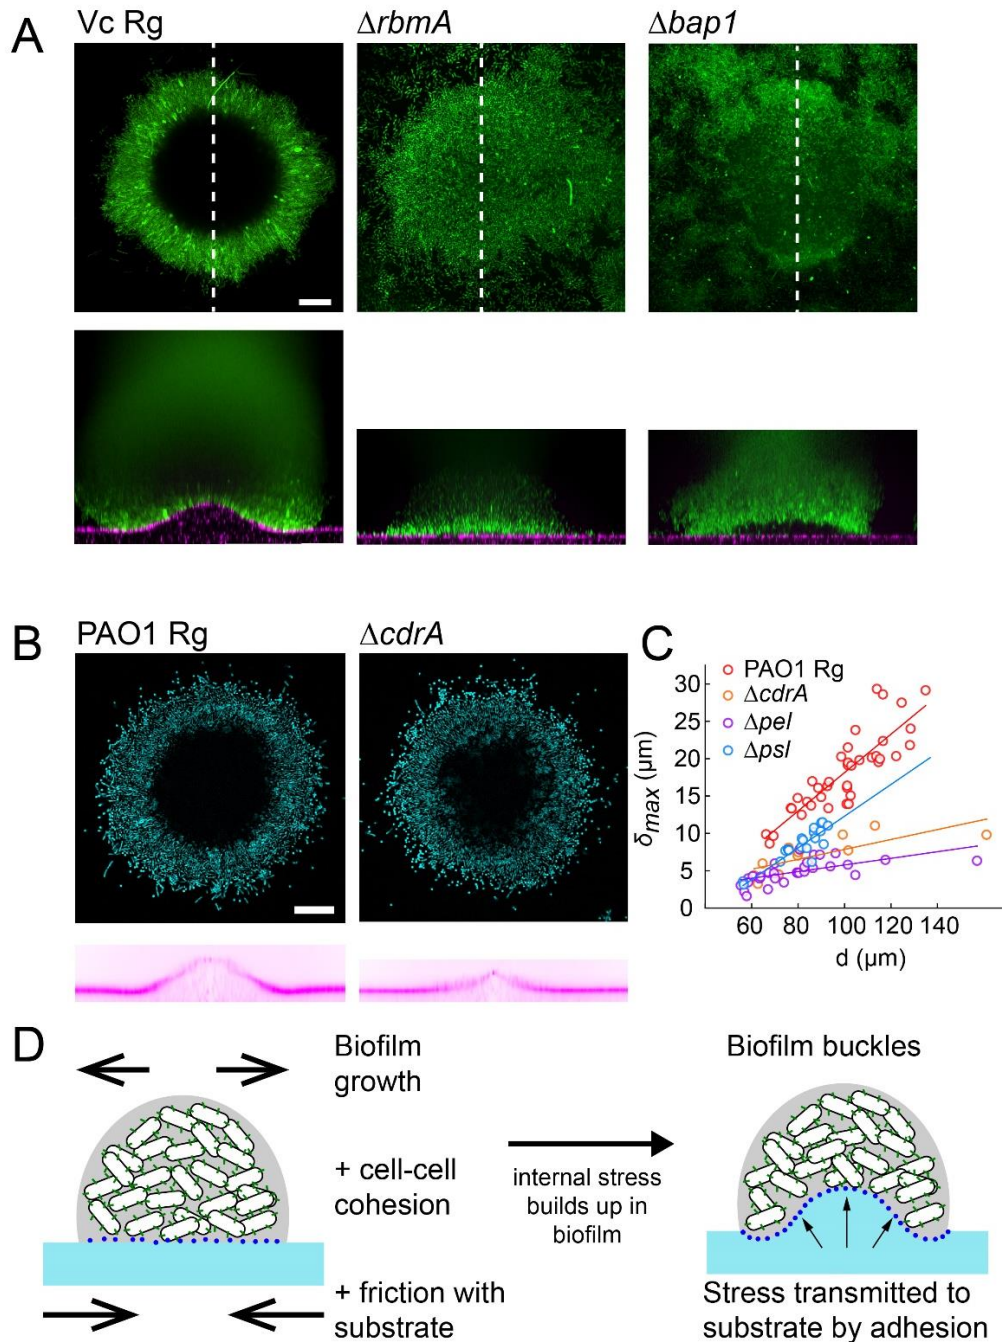 A
Vc Rg
ΔrbmA
Δbap1
B
PAO1 Rg
ΔcdrA
C
PAO1 Rg
ΔcdrA
Δpel
Δpsl
30
25
20
15
10
5
0
δmax (µm)
60 80 100 120 140
d (µm)
D
Biofilm
growth
+ cell-cell
cohesion
+ friction with
substrate
internal stress
builds up in
biofilm
Biofilm buckles
Stress transmitted to
substrate by adhesion